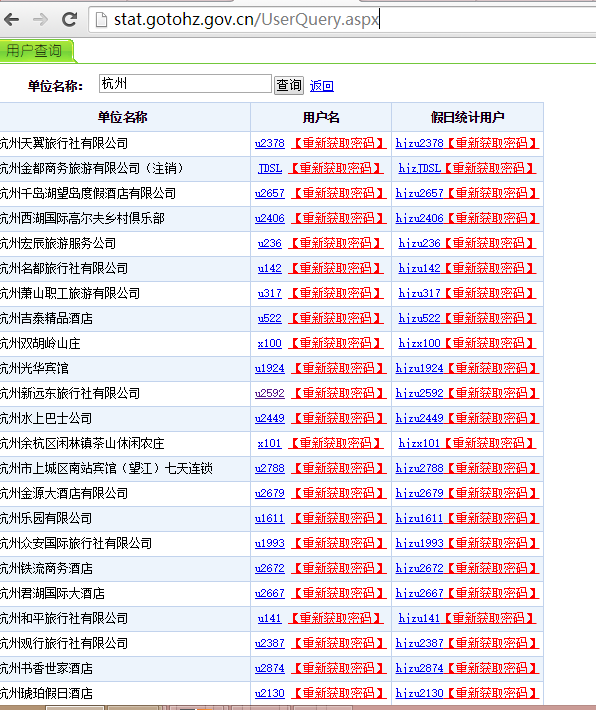 stat.gotohz.gov.cn/UserQuery.aspx
用户查询
单位名称： 杭州 查询 返回
单位名称 用户名 假日统计用户
杭州天翼旅行社有限公司 u2378 【重新获取密码】 hjzu2378【重新获取密码】
杭州金都商务旅游有限公司（注销） JDSL 【重新获取密码】 hjzJDSL【重新获取密码】
杭州千岛湖望岛度假酒店有限公司 u2657 【重新获取密码】 hjzu2657【重新获取密码】
杭州西湖国际高尔夫乡村俱乐部 u2406 【重新获取密码】 hjzu2406【重新获取密码】
杭州宏辰旅游服务公司 u236 【重新获取密码】 hjzu236【重新获取密码】
杭州名都旅行社有限公司 u142 【重新获取密码】 hjzu142【重新获取密码】
杭州萧山职工旅游有限公司 u317 【重新获取密码】 hjzu317【重新获取密码】
杭州吉泰精品酒店 u522 【重新获取密码】 hjzu522【重新获取密码】
杭州双胡岭山庄 x100 【重新获取密码】 hjzx100【重新获取密码】
杭州光华宾馆 u1924 【重新获取密码】 hjzu1924【重新获取密码】
杭州新远东旅行社有限公司 u2592 【重新获取密码】 hjzu2592【重新获取密码】
杭州水上巴士公司 u2449 【重新获取密码】 hjzu2449【重新获取密码】
杭州余杭区闲林镇茶山休闲农庄 x101 【重新获取密码】 hjzx101【重新获取密码】
杭州市上城区南站宾馆（望江）七天连锁 u2788 【重新获取密码】 hjzu2788【重新获取密码】
杭州金源大酒店有限公司 u2679 【重新获取密码】 hjzu2679【重新获取密码】
杭州乐园有限公司 u1611 【重新获取密码】 hjzu1611【重新获取密码】
杭州众安国际旅行社有限公司 u1993 【重新获取密码】 hjzu1993【重新获取密码】
杭州铁流商务酒店 u2672 【重新获取密码】 hjzu2672【重新获取密码】
杭州君湖国际大酒店 u2667 【重新获取密码】 hjzu2667【重新获取密码】
杭州和平旅行社有限公司 u141 【重新获取密码】 hjzu141【重新获取密码】
杭州观行旅行社有限公司 u2387 【重新获取密码】 hjzu2387【重新获取密码】
杭州书香世家酒店 u2874 【重新获取密码】 hjzu2874【重新获取密码】
杭州琥珀假日酒店 u2130 【重新获取密码】 hjzu2130【重新获取密码】